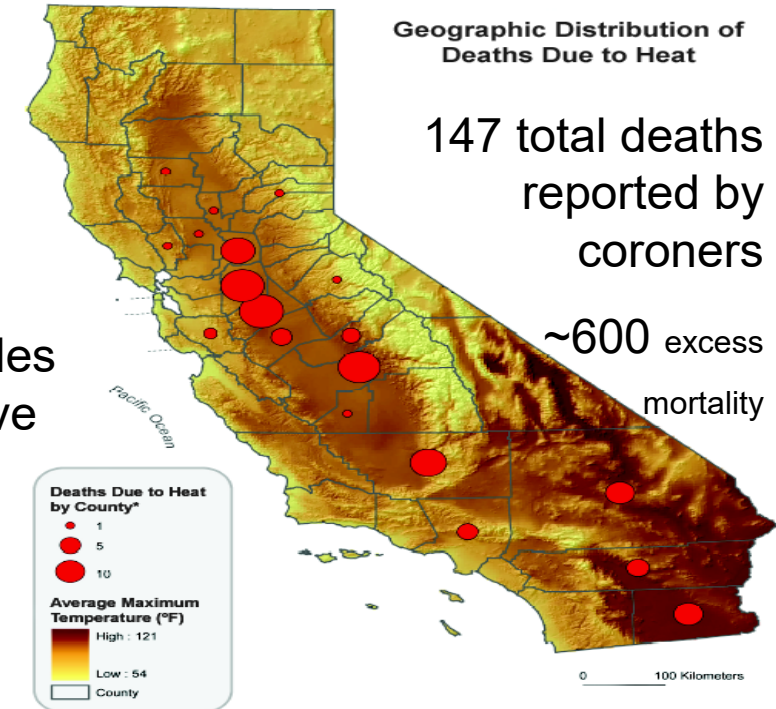 Geographic Distribution of
Deaths Due to Heat
147 total deaths
reported by
coroners
~600 excess
mortality
les
ve
Pacific Ocean
Deaths Due to Heat
by County*
1
5
10
Average Maximum
Temperature (ºF)
High : 121
Low : 54
County
0 100 Kilometers